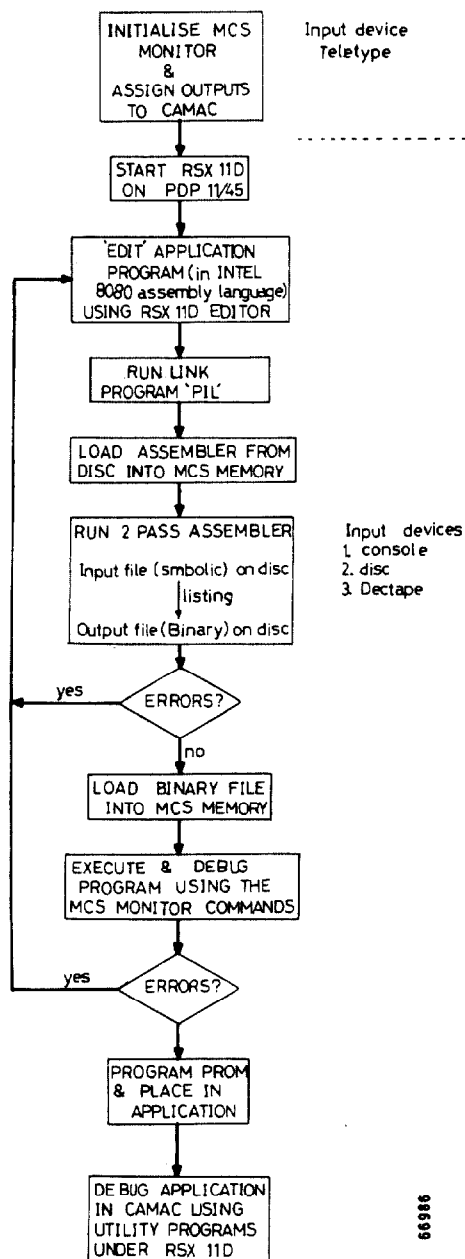 INITIALISE MCS
MONITOR
&
ASSIGN OUTPUTS
TO CAMAC
Input device
Teletype
START RSX 11D
ON PDP 11/45
'EDIT' APPLICATION
PROGRAM (in INTEL
8080 assembly language)
USING RSX 11D EDITOR
RUN LINK
PROGRAM 'PIL'
LOAD ASSEMBLER FROM
DISC INTO MCS MEMORY
RUN 2 PASS ASSEMBLER
Input file (smbolic) on disc
listing
Output file (Binary) on disc
Input devices
1. console
2. disc
3. Dectape
yes
ERRORS?
no
LOAD BINARY FILE
INTO MCS MEMORY
EXECUTE & DEBUG
PROGRAM USING THE
MCS MONITOR COMMANDS
yes
ERRORS?
PROGRAM PROM
& PLACE IN
APPLICATION
DEBUG APPLICATION
IN CAMAC USING
UTILITY PROGRAMS
UNDER RSX 11D
66986